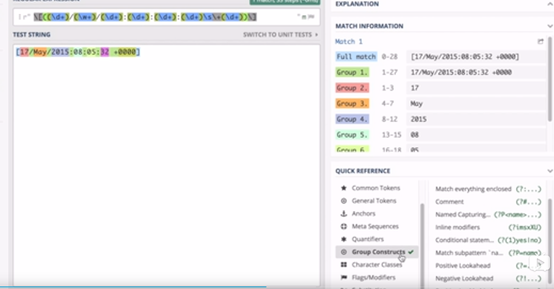 EXPLANATION
\[((\d+)/(\w+)/(\d+):(\d+):(\d+):(\d+)\s\+(\d+))\]
TEST STRING
SWITCH TO UNIT TESTS
[17/May/2015:08:05:32 +0000]
MATCH INFORMATION
Match 1
Full match 0-28 [17/May/2015:08:05:32 +0000]
Group 1. 1-27 17/May/2015:08:05:32 +0000
Group 2. 1-3 17
Group 3. 4-7 May
Group 4. 8-12 2015
Group 5. 13-15 08
Group 6. 16-18 05
QUICK REFERENCE
Common Tokens
General Tokens
Anchors
Meta Sequences
Quantifiers
Group Constructs
Character Classes
Flags/Modifiers
Match everything enclosed (?:...)
Comment (?#...)
Named Capturing... (?P<name>...)
Inline modifiers (?imsxXU)
Conditional statem... (?(1)yes|no)
Match subpattern `na... (?P=name)
Positive Lookahead (?=...)
Negative Lookahead (?!...)